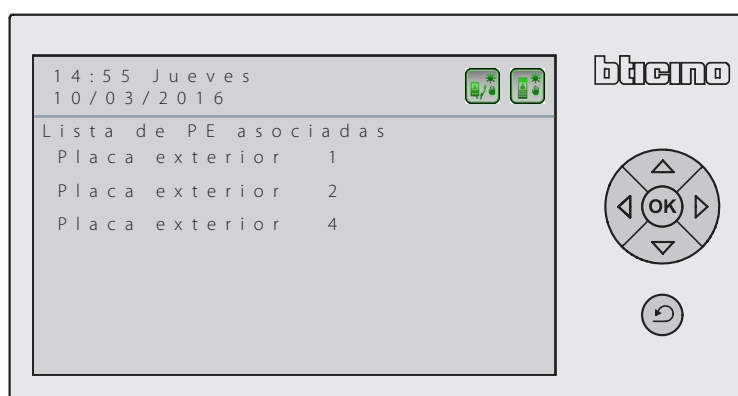 14:55 Jueves
10/03/2016
bticino
Lista de PE asociadas
Placa exterior 1
Placa exterior 2
Placa exterior 4
OK